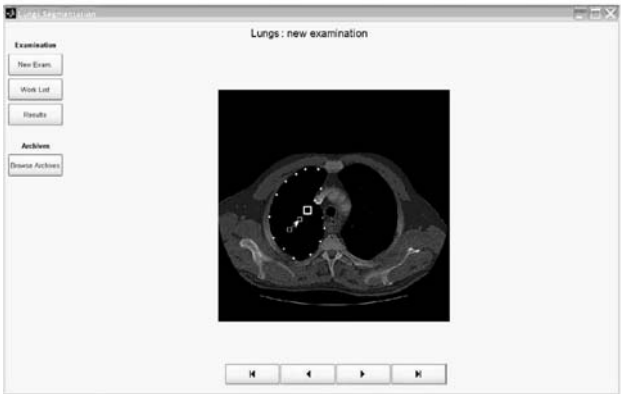 Lungs Segmentation
Lungs : new examination
Examination
New Exam.
Work List
Results
Archives
Browse Archives